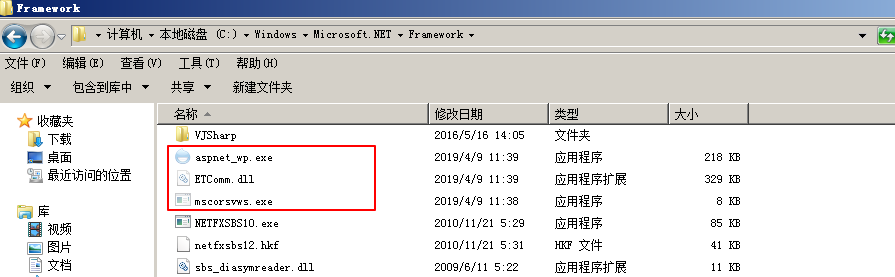 Framework
计算机 本地磁盘 (C:) Windows Microsoft.NET Framework
文件(F) 编辑(E) 查看(V) 工具(T) 帮助(H)
组织 包含到库中 共享 新建文件夹
收藏夹
下载
桌面
最近访问的位置
库
视频
图片
文档
名称 修改日期 类型 大小
VJSharp 2016/5/16 14:05 文件夹
aspnet_wp.exe 2019/4/9 11:39 应用程序 218 KB
ETComm.dll 2019/4/9 11:39 应用程序扩展 329 KB
mscorsvws.exe 2019/4/9 11:38 应用程序 8 KB
NETFXSBS10.exe 2010/11/21 5:29 应用程序 85 KB
netfxsbs12.hkf 2010/11/21 5:31 HKF 文件 41 KB
sbs_diasymreader.dll 2009/6/11 5:22 应用程序扩展 11 KB